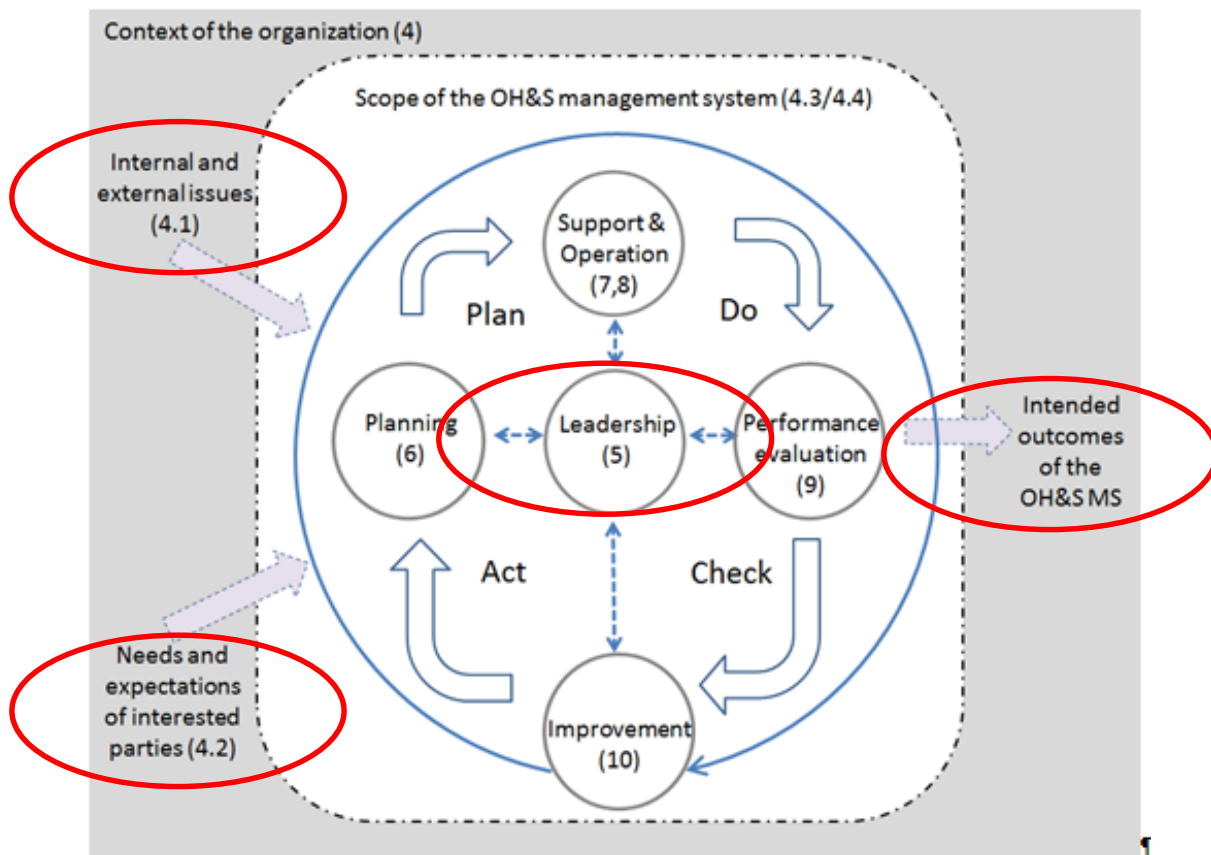 Context of the organization (4)
Scope of the OH&S management system (4.3/4.4)
Internal and
external issues
(4.1)
Support &
Operation
(7,8)
Plan
Do
Planning
(6)
Leadership
(5)
Performance
evaluation
(9)
Intended
outcomes
of the
OH&S MS
Act
Check
Needs and
expectations
of interested
parties (4.2)
Improvement
(10)
¶